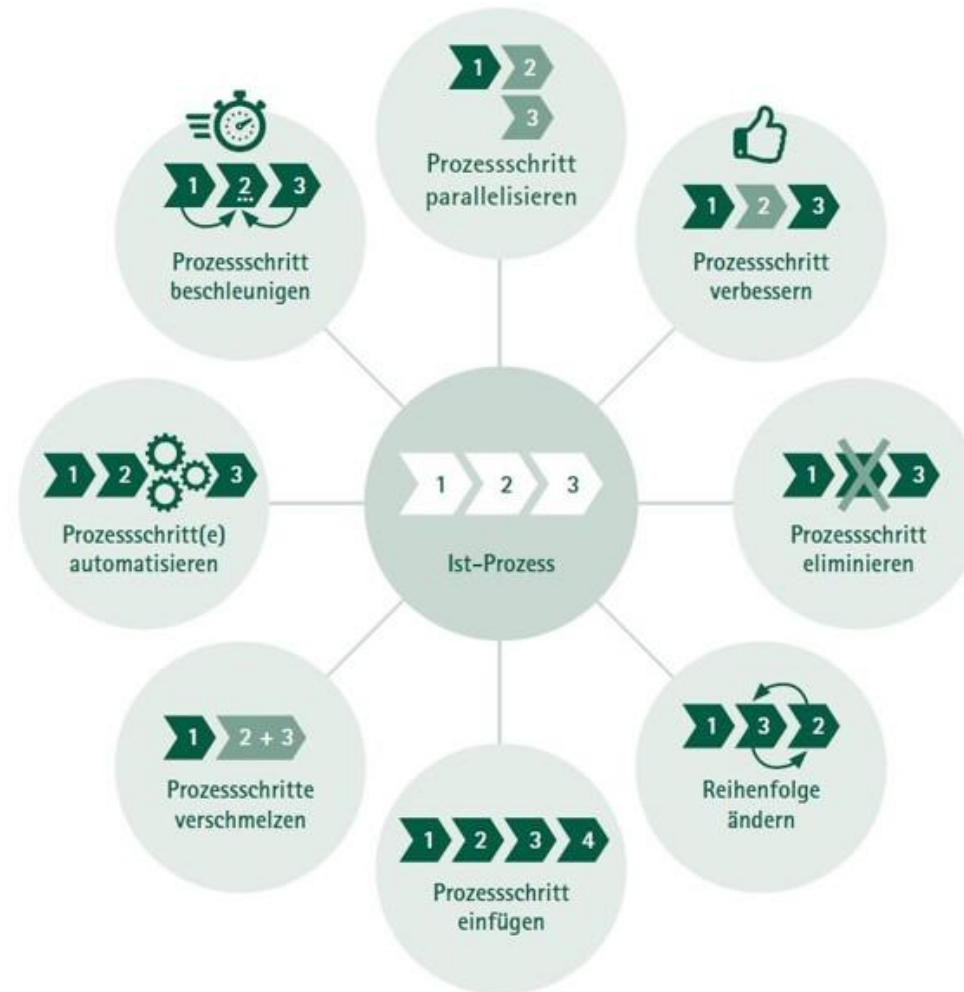 1 2
3
Prozessschritt
parallelisieren
1 2 3
Prozessschritt
verbessern
1 3
Prozessschritt
eliminieren
1 3 2
Reihenfolge
ändern
1 2 3 4
Prozessschritt
einfügen
1 2 + 3
Prozessschritte
verschmelzen
1 2 3
Prozessschritt(e)
automatisieren
1 2 3
...
Prozessschritt
beschleunigen
1 2 3
Ist-Prozess